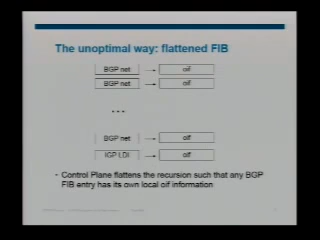 The unoptimal way: flattened FIB
BGP net oif
BGP net oif
...
BGP net oif
IGP LDI oif
- Control Plane flattens the recursion such that any BGP
FIB entry has its own local oif information